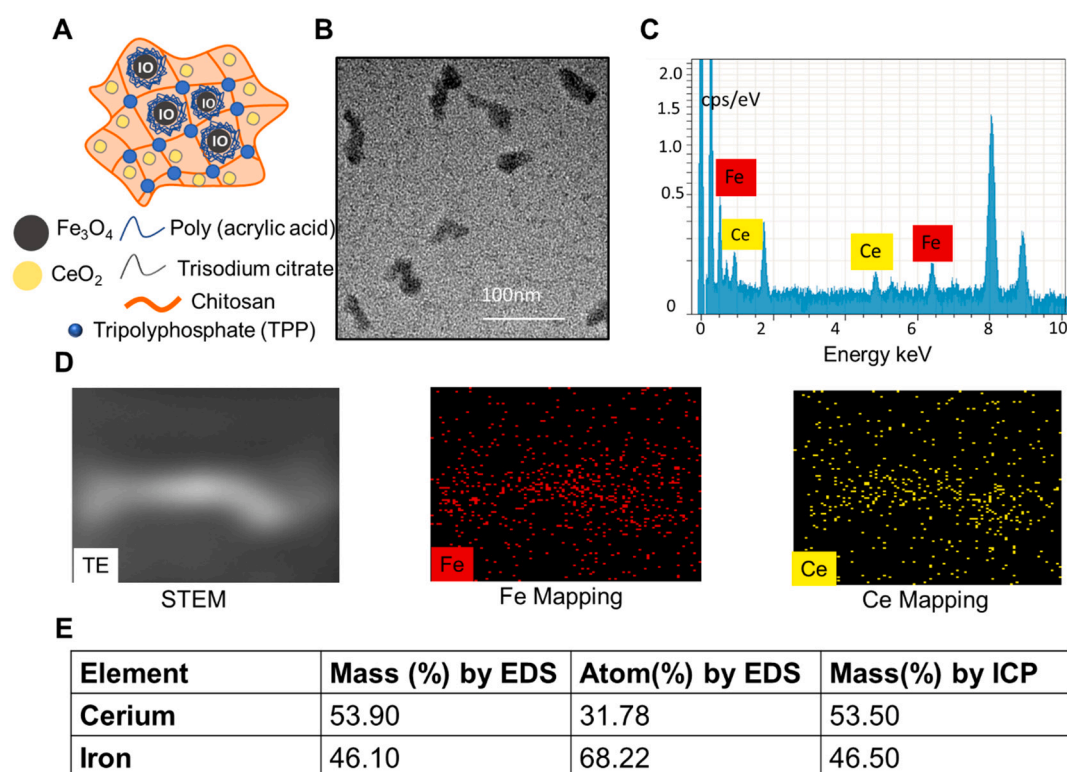 A
IO
IO
IO
IO
Fe₃O₄ Poly (acrylic acid)
CeO₂ Trisodium citrate
Chitosan
Tripolyphosphate (TPP)
B
100nm
C
2.0
1.5
1.0
0.5
0
cps/eV
Fe
Ce
Ce
Fe
0 2 4 6 8 10
Energy keV
D
TE
STEM
Fe
Fe Mapping
Ce
Ce Mapping
E
Element Mass (%) by EDS Atom(%) by EDS Mass(%) by ICP
Cerium 53.90 31.78 53.50
Iron 46.10 68.22 46.50